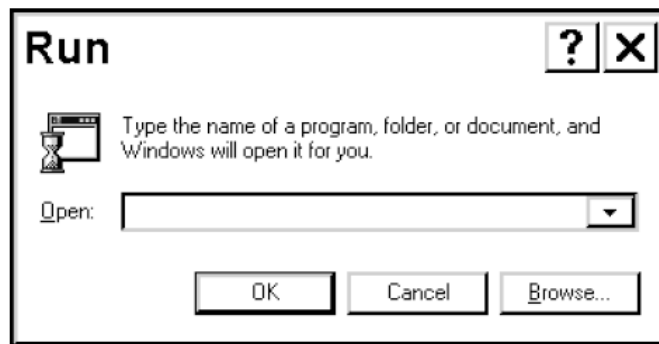 Run
?
Type the name of a program, folder, or document, and
Windows will open it for you.
Open:
OK
Cancel
Browse...